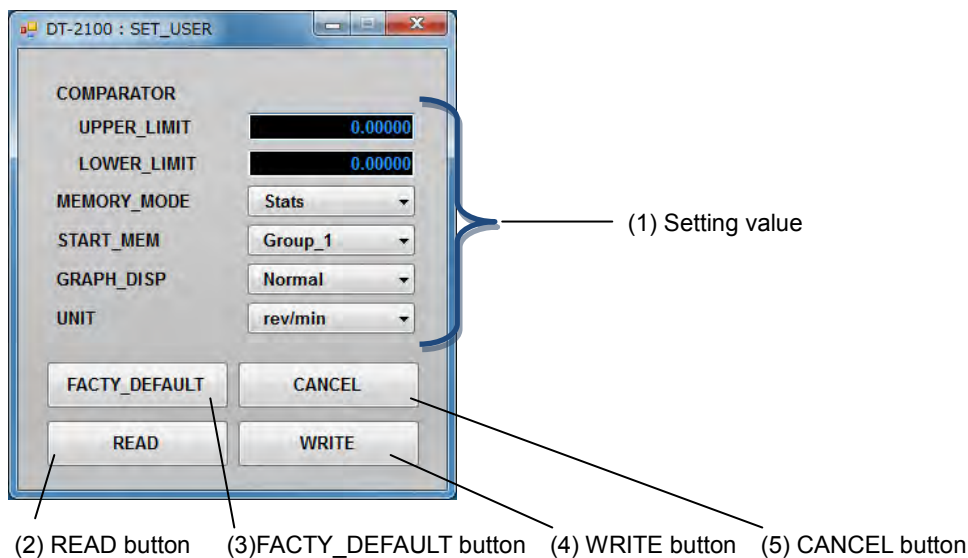 DT-2100 : SET_USER
COMPARATOR
UPPER_LIMIT 0.00000
LOWER_LIMIT 0.00000
MEMORY_MODE Stats
START_MEM Group_1
GRAPH_DISP Normal
UNIT rev/min
(1) Setting value
FACTY_DEFAULT CANCEL
READ WRITE
(2) READ button (3)FACTY_DEFAULT button (4) WRITE button (5) CANCEL button